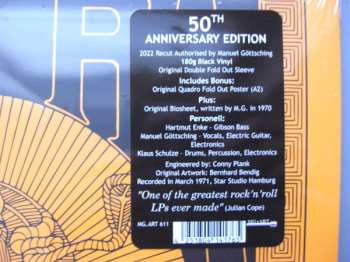 50TH
ANNIVERSARY EDITION
2022 Recut Authorised by Manuel Göttsching
180g Black Vinyl
Original Double Fold Out Sleeve
Includes Bonus:
Original Quadro Fold Out Poster (A2)
Plus:
Original Biosheet, written by M.G. in 1970
Personell:
Hartmut Enke - Gibson Bass
Manuel Göttsching - Vocals, Electric Guitar,
Electronics
Klaus Schulze - Drums, Percussion, Electronics
Engineered by: Conny Plank
Original Artwork: Bernhard Bendig
Recorded in March 1971, Star Studio Hamburg
"One of the greatest rock'n'roll
LPs ever made" (Julian Cope)
MG.ART 611